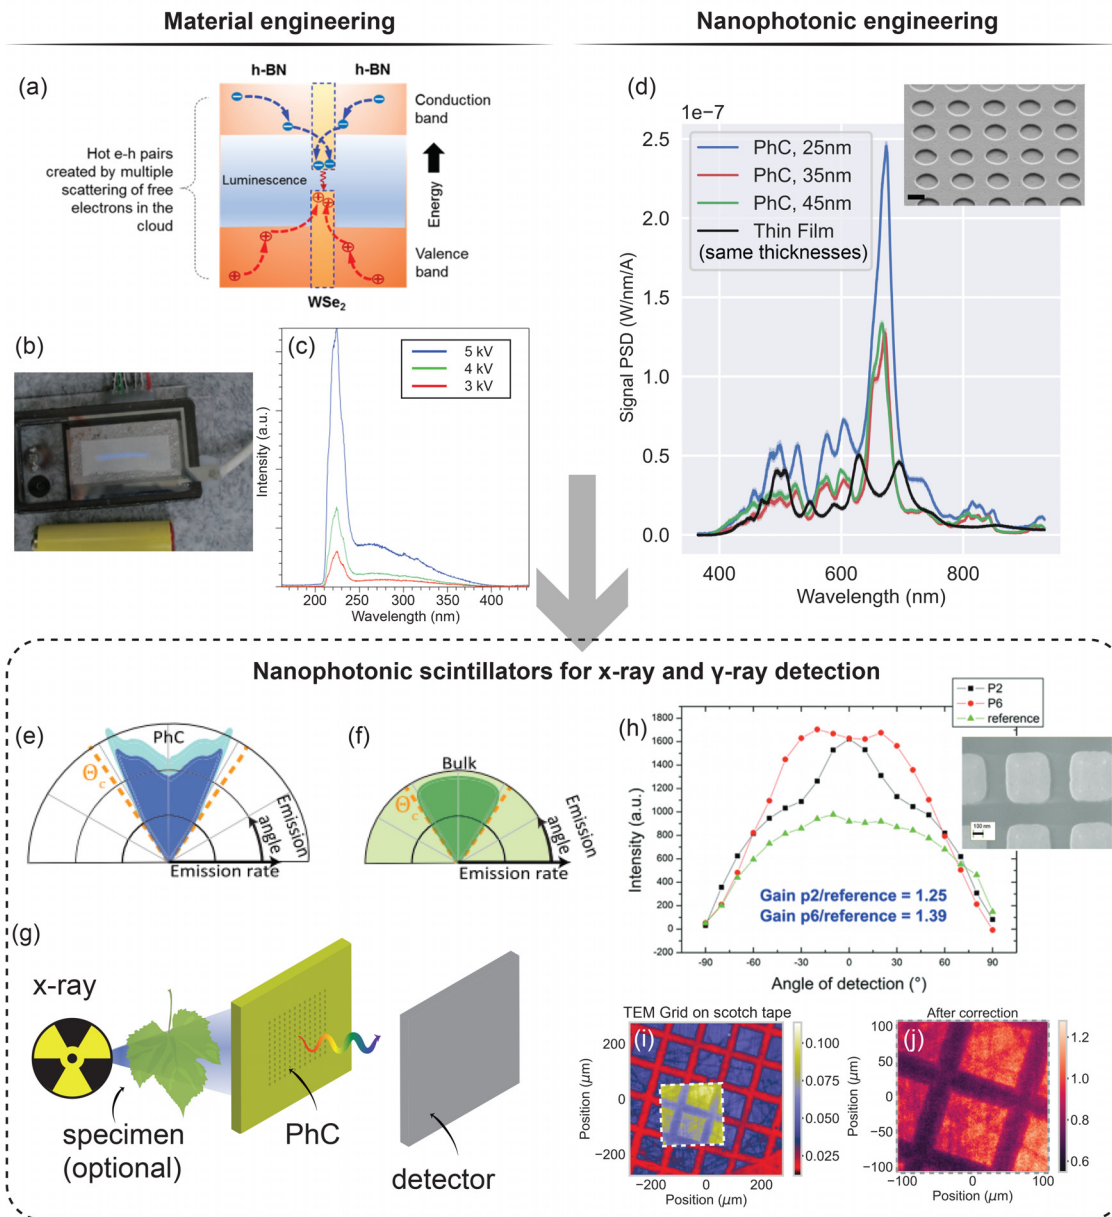 Material engineering
Nanophotonic engineering
(a)
h-BN
h-BN
Conduction
band
Hot e-h pairs
created by multiple
scattering of free
electrons in the
cloud
Luminescence
Energy
Valence
band
WSe₂
(b)
(c)
5 kV
4 kV
3 kV
Intensity (a.u.)
200
250
300
350
400
Wavelength (nm)
(d)
1e−7
PhC, 25nm
PhC, 35nm
PhC, 45nm
Thin Film
(same thicknesses)
Signal PSD (W/nm/A)
2.5
2.0
1.5
1.0
0.5
0.0
400
600
800
Wavelength (nm)
Nanophotonic scintillators for x-ray and γ-ray detection
(e)
PhC
Θc
Emission
angle
Emission rate
(f)
Bulk
Θc
Emission
angle
Emission rate
(g)
x-ray
specimen
(optional)
PhC
detector
(h)
P2
P6
reference
Intensity (a.u.)
1800
1600
1400
1200
1000
800
600
400
200
0
-200
Gain p2/reference = 1.25
Gain p6/reference = 1.39
100 nm
-90
-60
-30
0
30
60
90
Angle of detection (°)
TEM Grid on scotch tape
(i)
Position (μm)
200
0
−200
−200
0
200
Position (μm)
0.100
0.075
0.050
0.025
After correction
(j)
Position (μm)
100
50
0
−50
−100
−100
0
100
Position (μm)
1.2
1.0
0.8
0.6